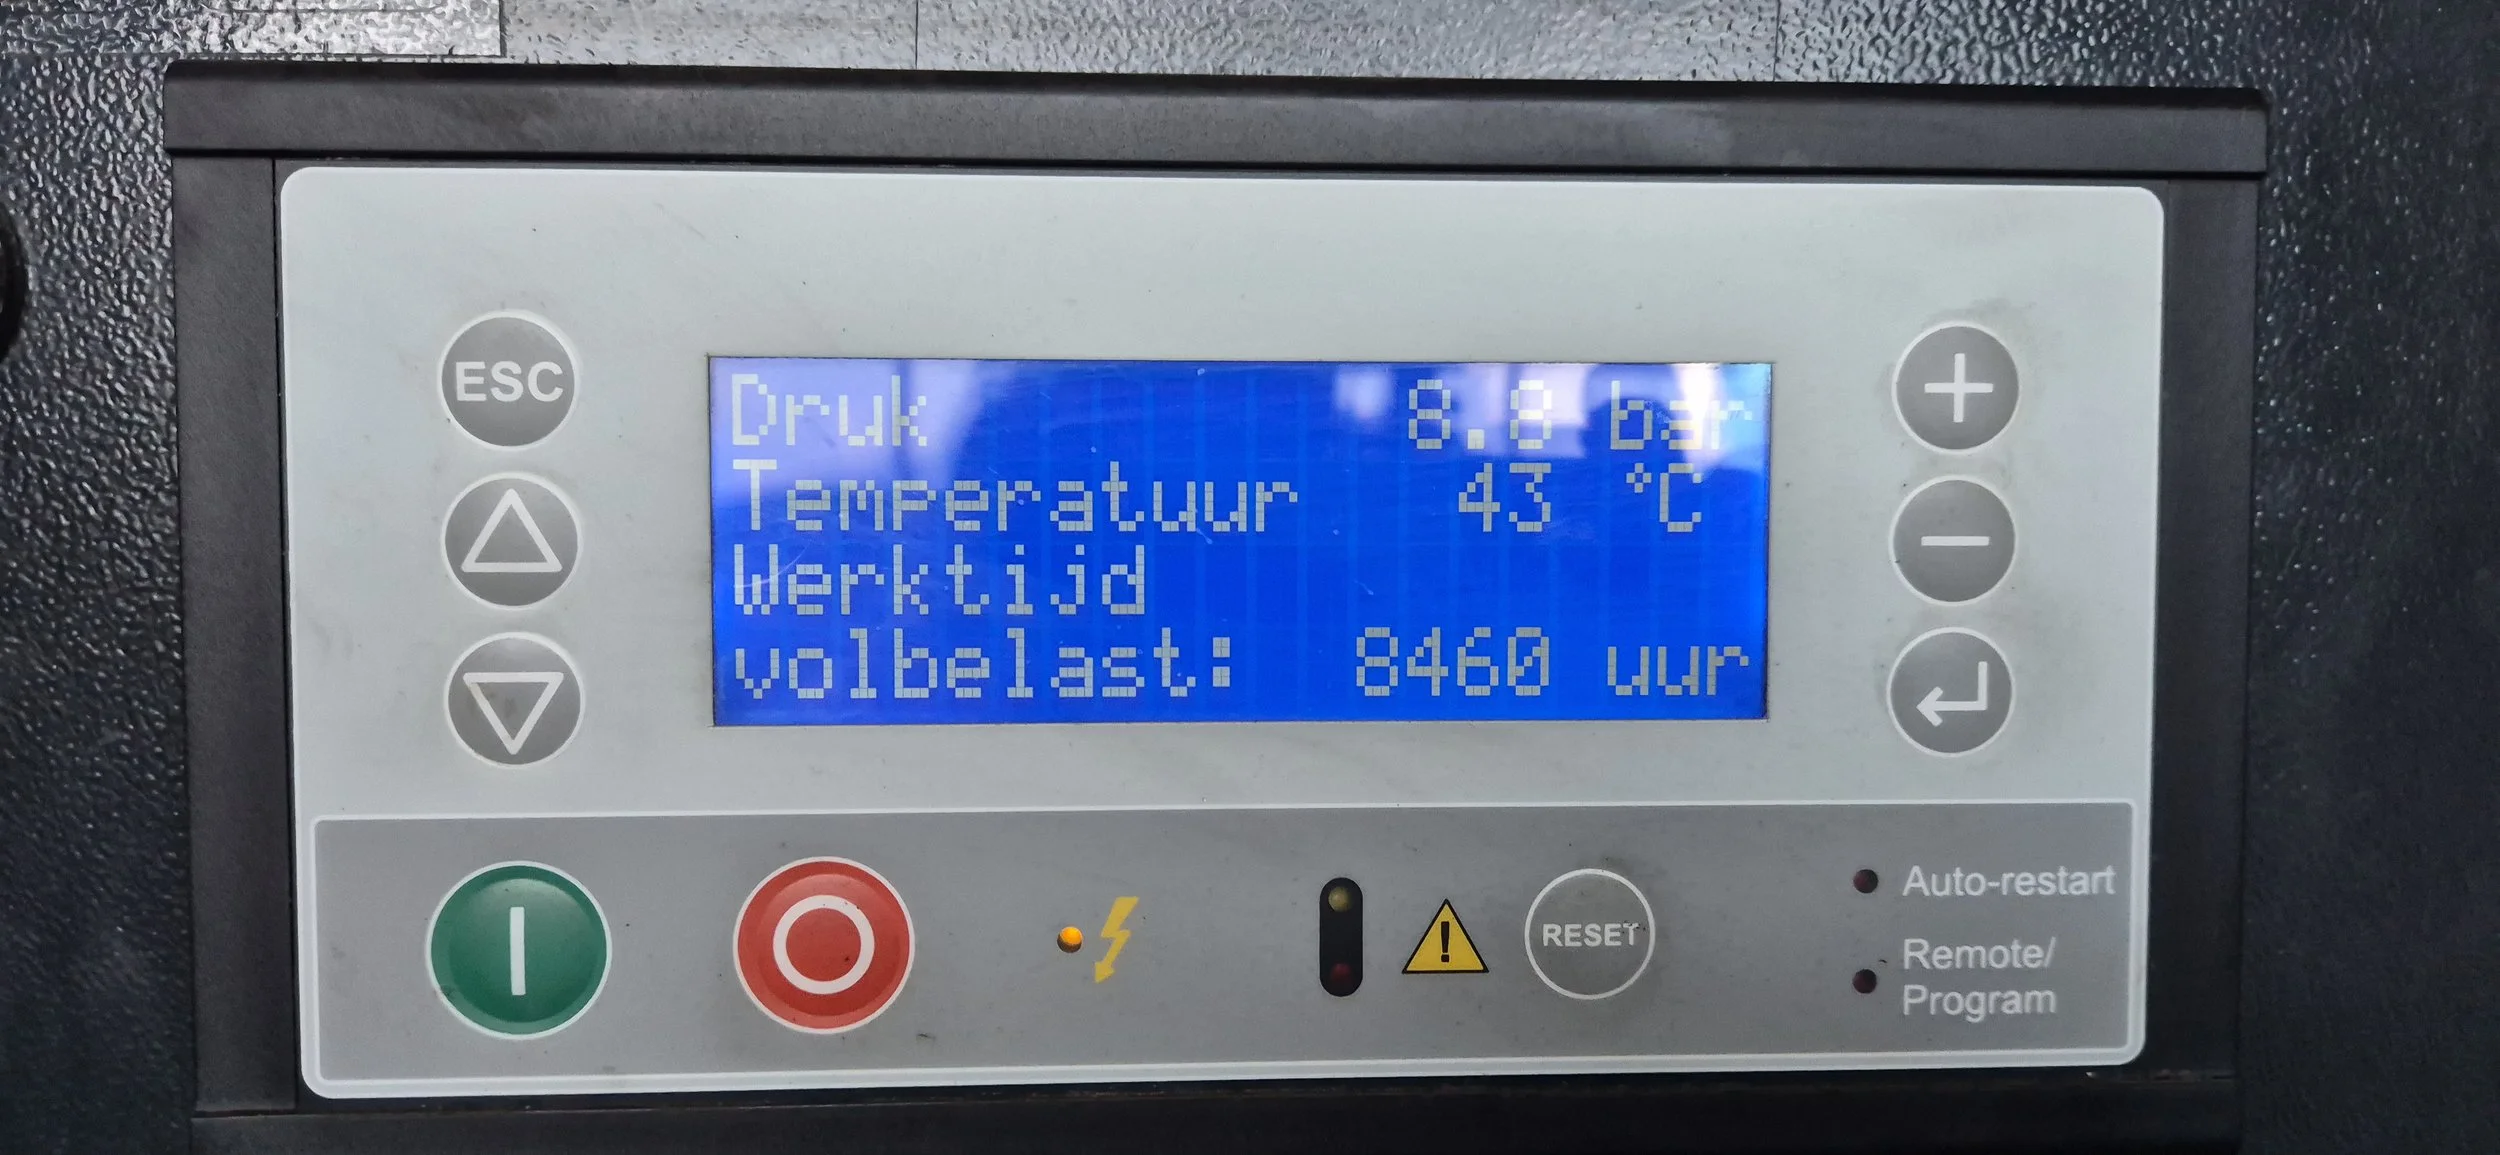 ESC
Druk 8.8 bar
Temperatuur 43 °C
Werktijd
volbelast: 8460 uur
RESET
Auto-restart
Remote/
Program